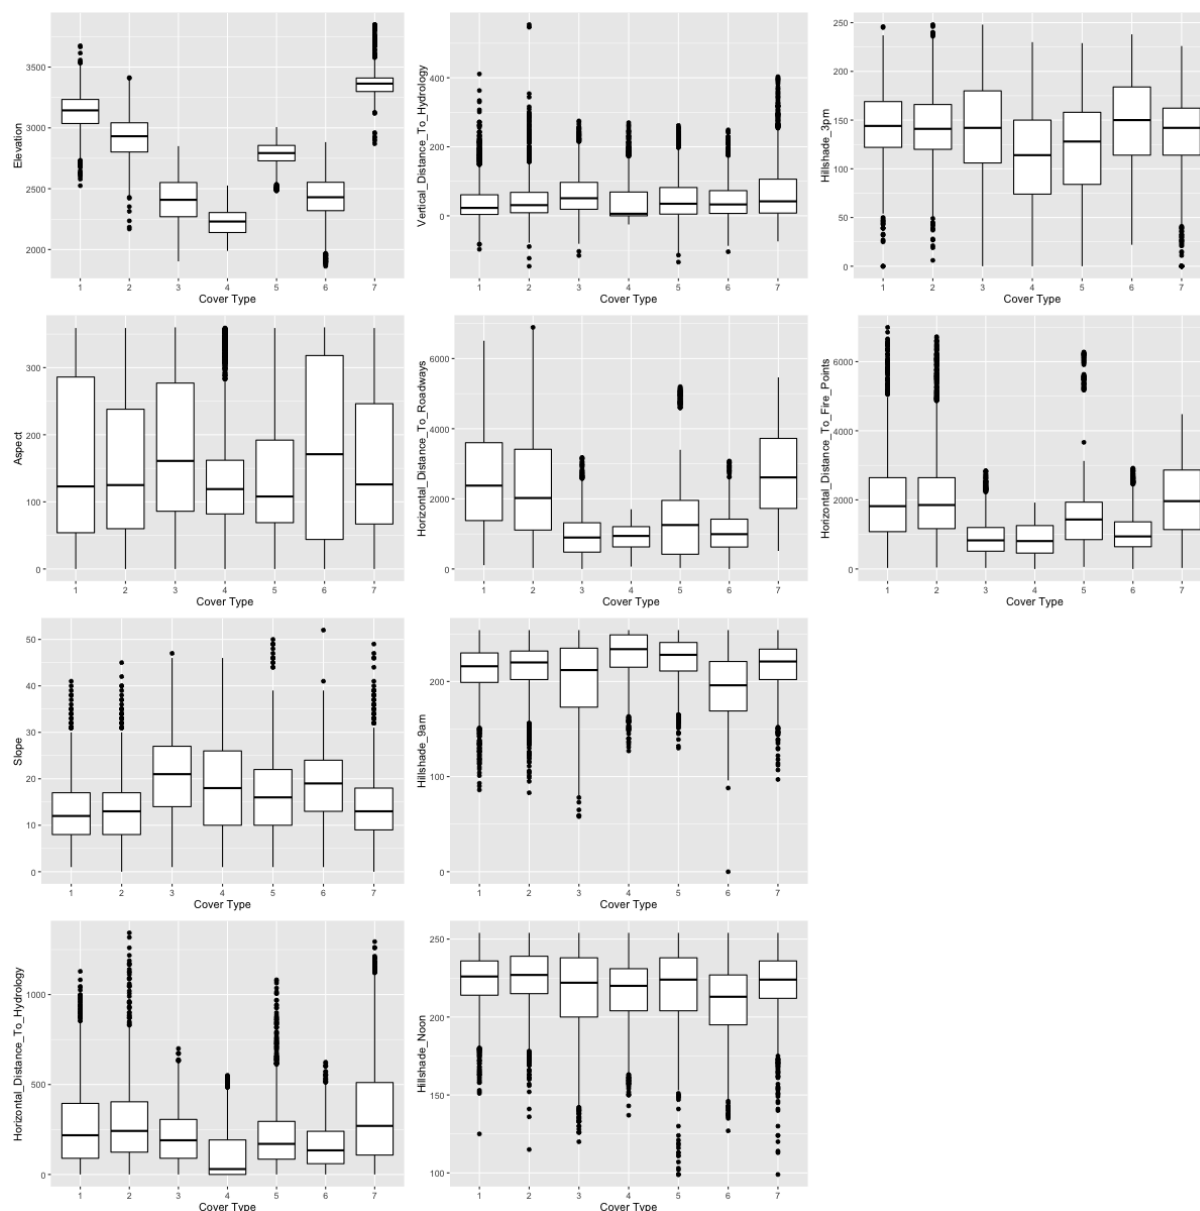 Elevation
3500
3000
2500
2000
1 2 3 4 5 6 7
Cover Type
Vertical_Distance_To_Hydrology
400
200
0
1 2 3 4 5 6 7
Cover Type
Hillshade_3pm
250
200
150
100
50
0
1 2 3 4 5 6 7
Cover Type
Aspect
300
200
100
0
1 2 3 4 5 6 7
Cover Type
Horizontal_Distance_To_Roadways
6000
4000
2000
0
1 2 3 4 5 6 7
Cover Type
Horizontal_Distance_To_Fire_Points
6000
4000
2000
0
1 2 3 4 5 6 7
Cover Type
Slope
50
40
30
20
10
0
1 2 3 4 5 6 7
Cover Type
Hillshade_9am
200
100
0
1 2 3 4 5 6 7
Cover Type
Horizontal_Distance_To_Hydrology
1000
500
0
1 2 3 4 5 6 7
Cover Type
Hillshade_Noon
250
200
150
100
1 2 3 4 5 6 7
Cover Type